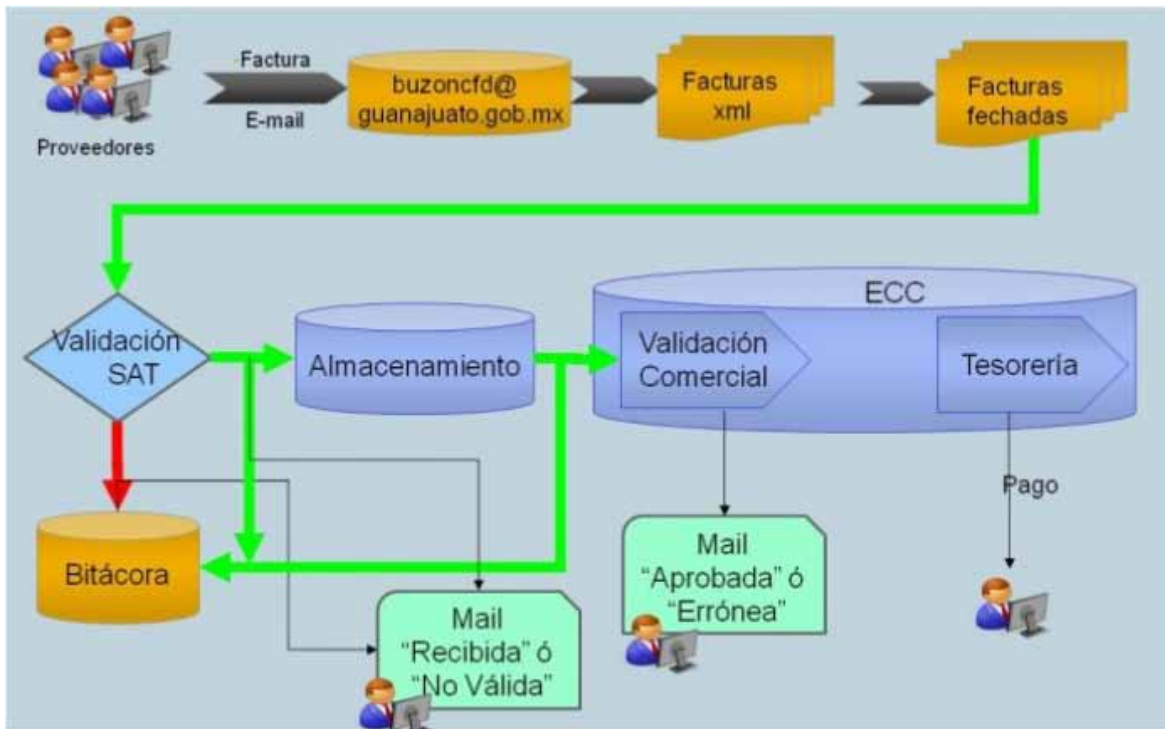 Factura
E-mail
Proveedores
buzoncfd@
guanajuato.gob.mx
Facturas
xml
Facturas
fechadas
Validación
SAT
Almacenamiento
ECC
Validación
Comercial
Tesorería
Bitácora
Mail
“Recibida” ó
“No Válida”
Mail
“Aprobada” ó
“Errónea”
Pago